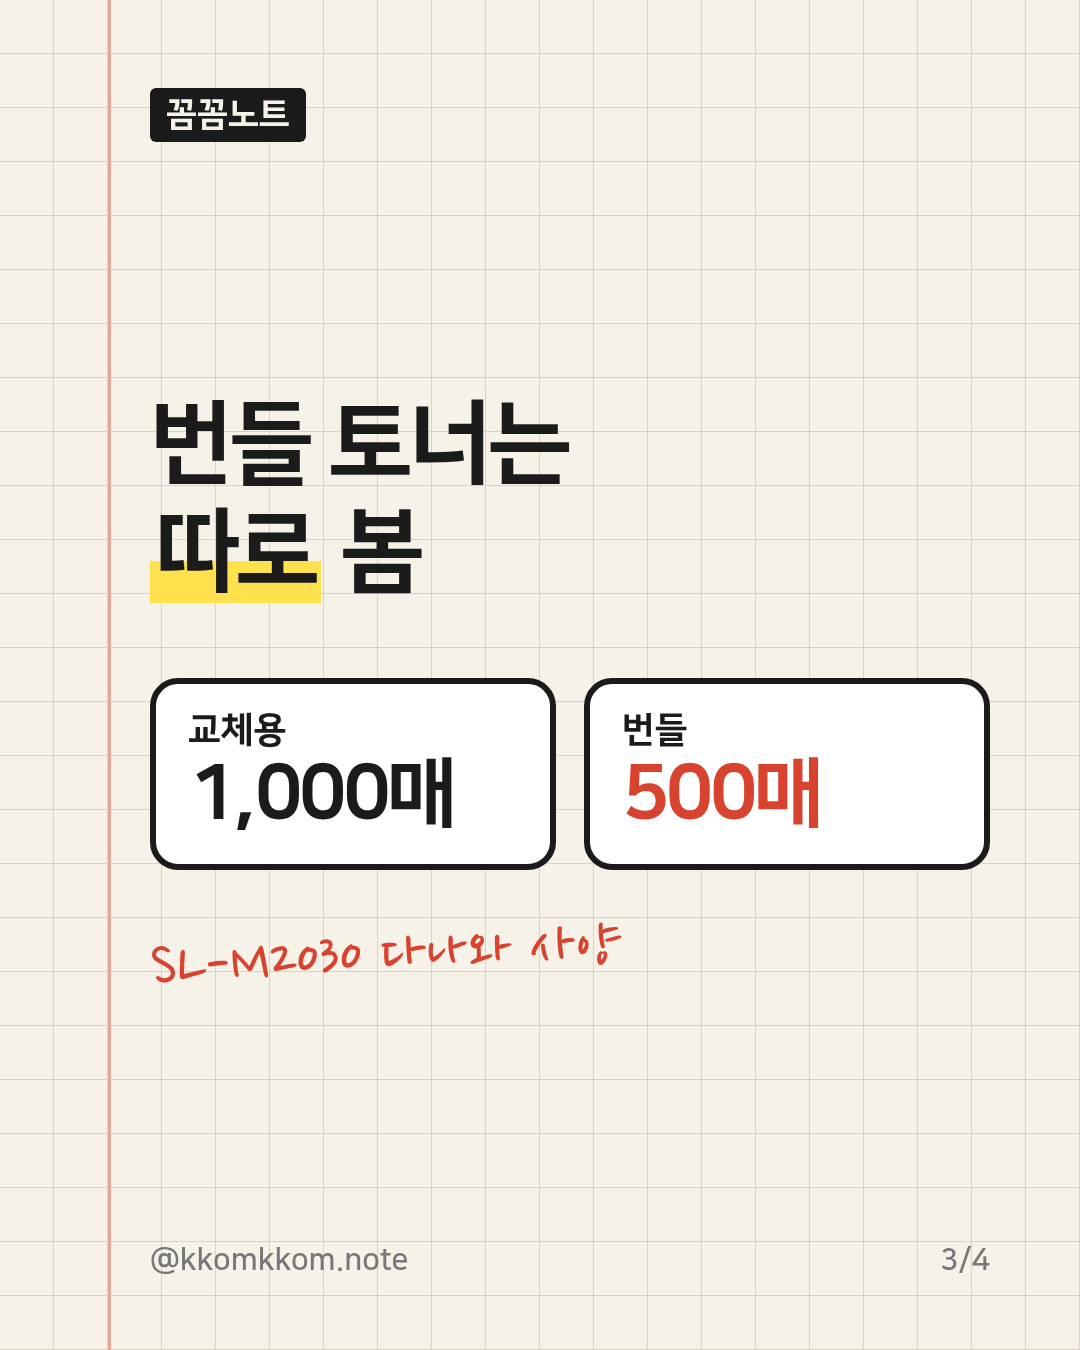 꼼꼼노트
번들 토너는
따로 봄
교체용
1,000매
번들
500매
SL-M2030 다나와 사양
@kkomkkom.note
3/4